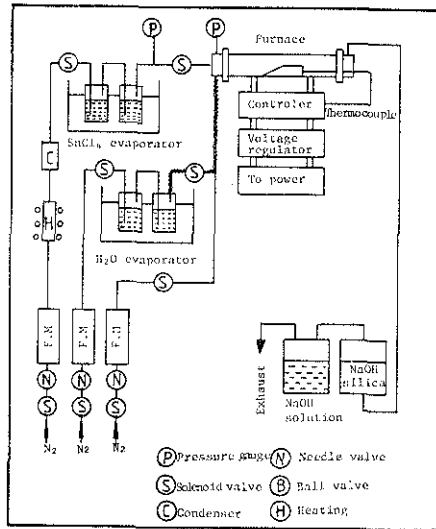 P
P
Furnace
S
S
Controler
Thermocouple
SnCl₄ evaporator
Voltage
regulator
C
S
S
To power
H
H₂O evaporator
S
F.M
F.M
F.M
Exhaust
NaOH
silica
NaOH
solution
N
N
N
S
S
S
N₂
N₂
N₂
P Pressure gauge
N Needle valve
S Solenoid valve
B Ball valve
C Condenser
H Heating